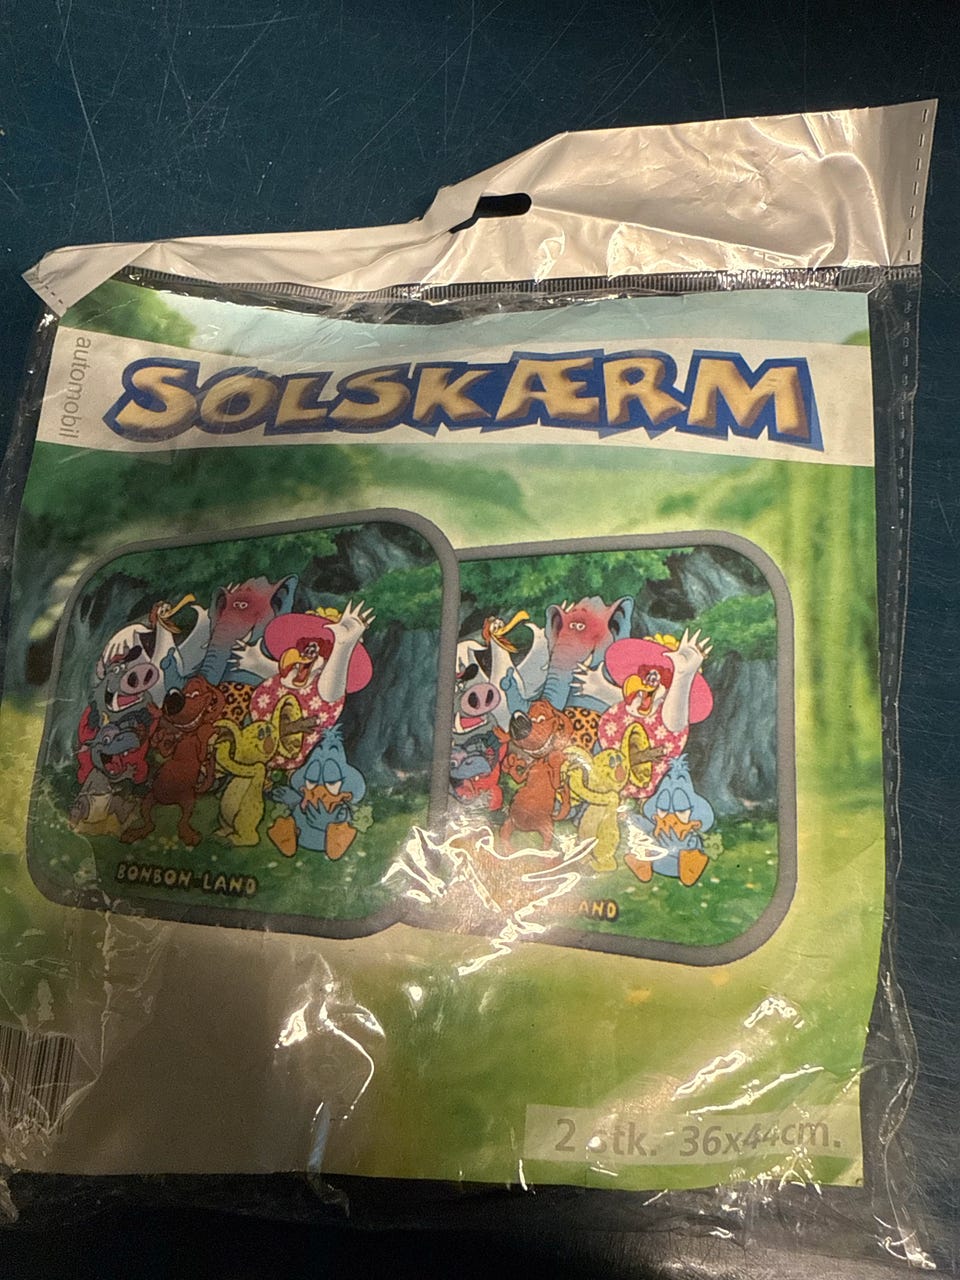 automobil
SOLSKÆRM
BONBON-LAND
LAND
2 stk. 36x44cm.